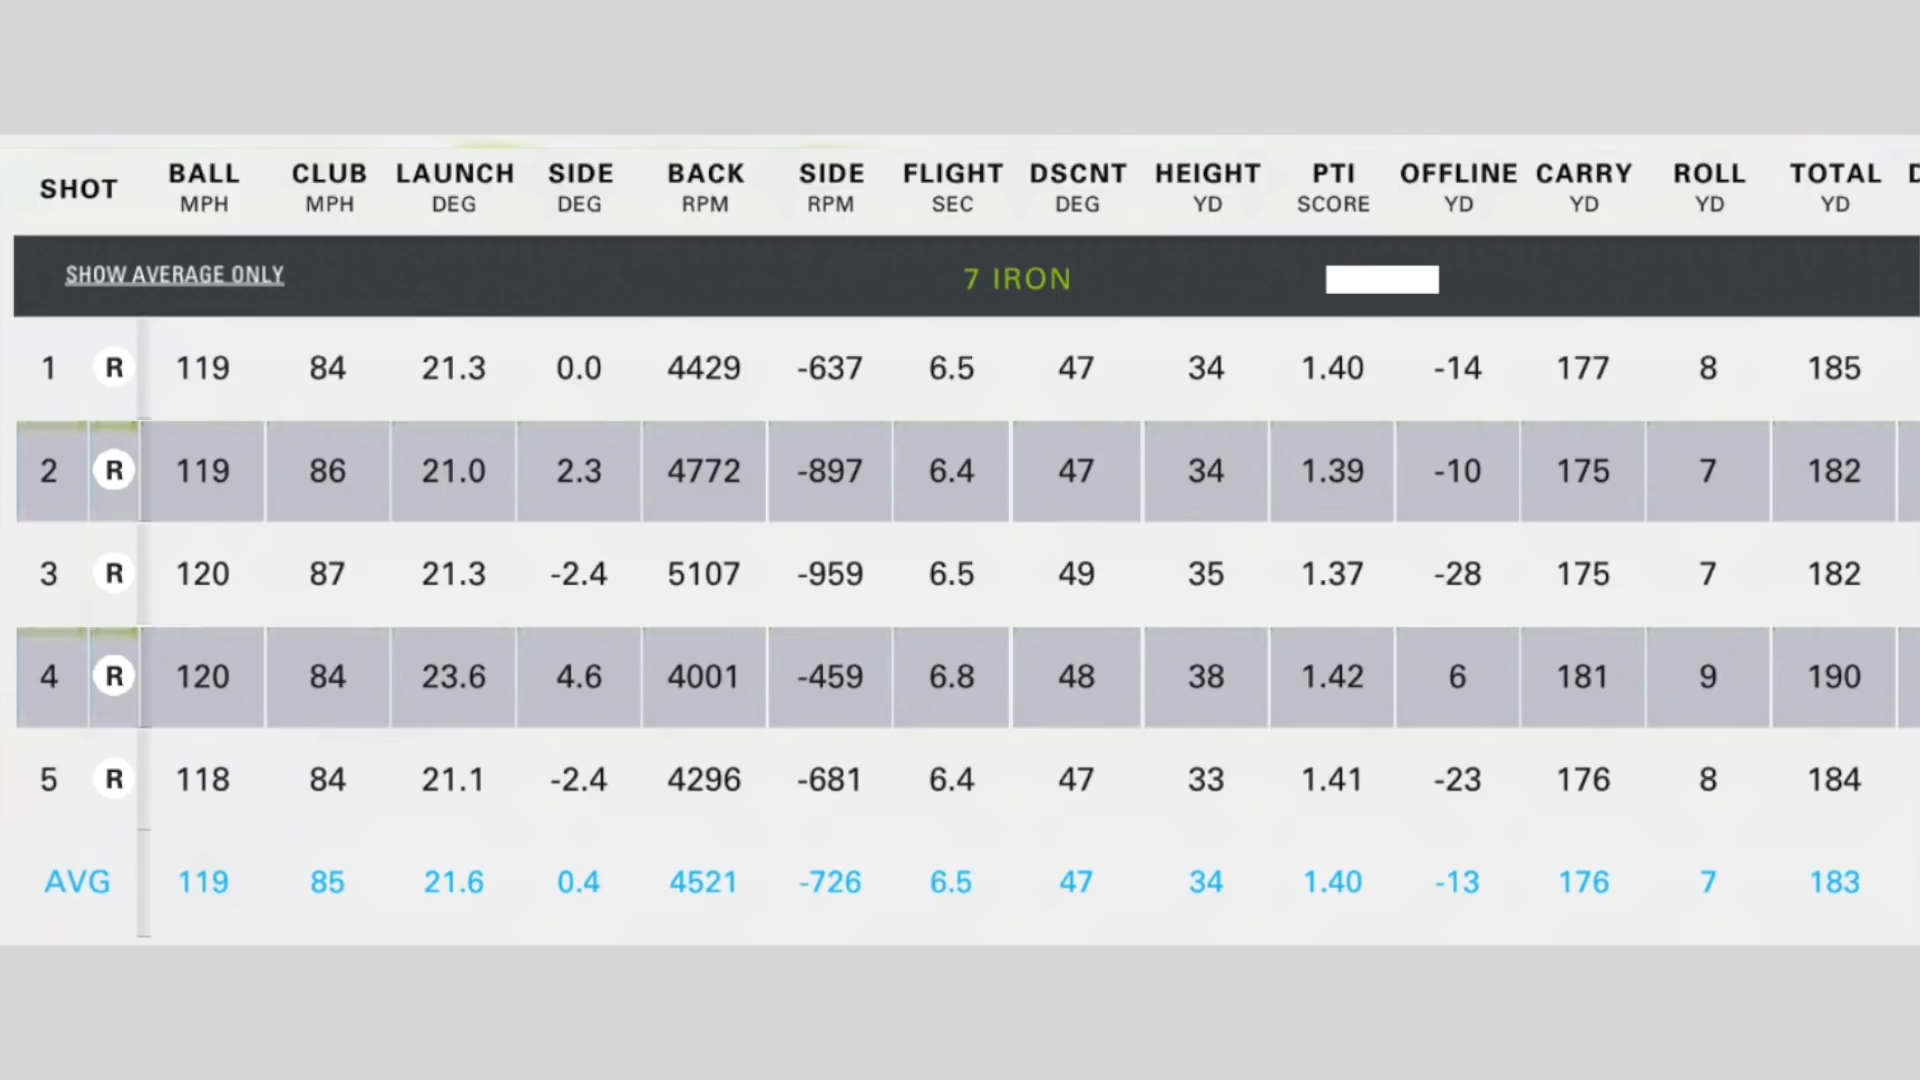 SHOT BALL CLUB LAUNCH SIDE BACK SIDE FLIGHT DSCNT HEIGHT PTI OFFLINE CARRY ROLL TOTAL
MPH MPH DEG DEG RPM RPM SEC DEG YD SCORE YD YD YD YD
SHOW AVERAGE ONLY 7 IRON
1 R 119 84 21.3 0.0 4429 -637 6.5 47 34 1.40 -14 177 8 185
2 R 119 86 21.0 2.3 4772 -897 6.4 47 34 1.39 -10 175 7 182
3 R 120 87 21.3 -2.4 5107 -959 6.5 49 35 1.37 -28 175 7 182
4 R 120 84 23.6 4.6 4001 -459 6.8 48 38 1.42 6 181 9 190
5 R 118 84 21.1 -2.4 4296 -681 6.4 47 33 1.41 -23 176 8 184
AVG 119 85 21.6 0.4 4521 -726 6.5 47 34 1.40 -13 176 7 183